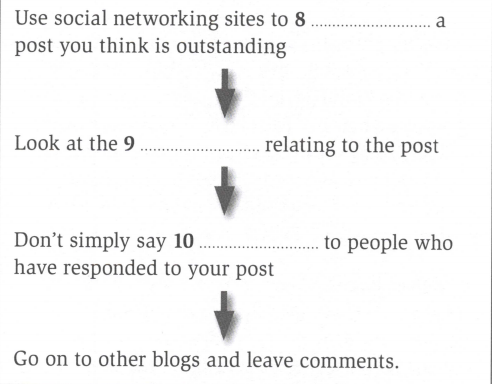 Use social networking sites to 8 .......................... a
post you think is outstanding
Look at the 9 .......................... relating to the post
Don't simply say 10 .......................... to people who
have responded to your post
Go on to other blogs and leave comments.